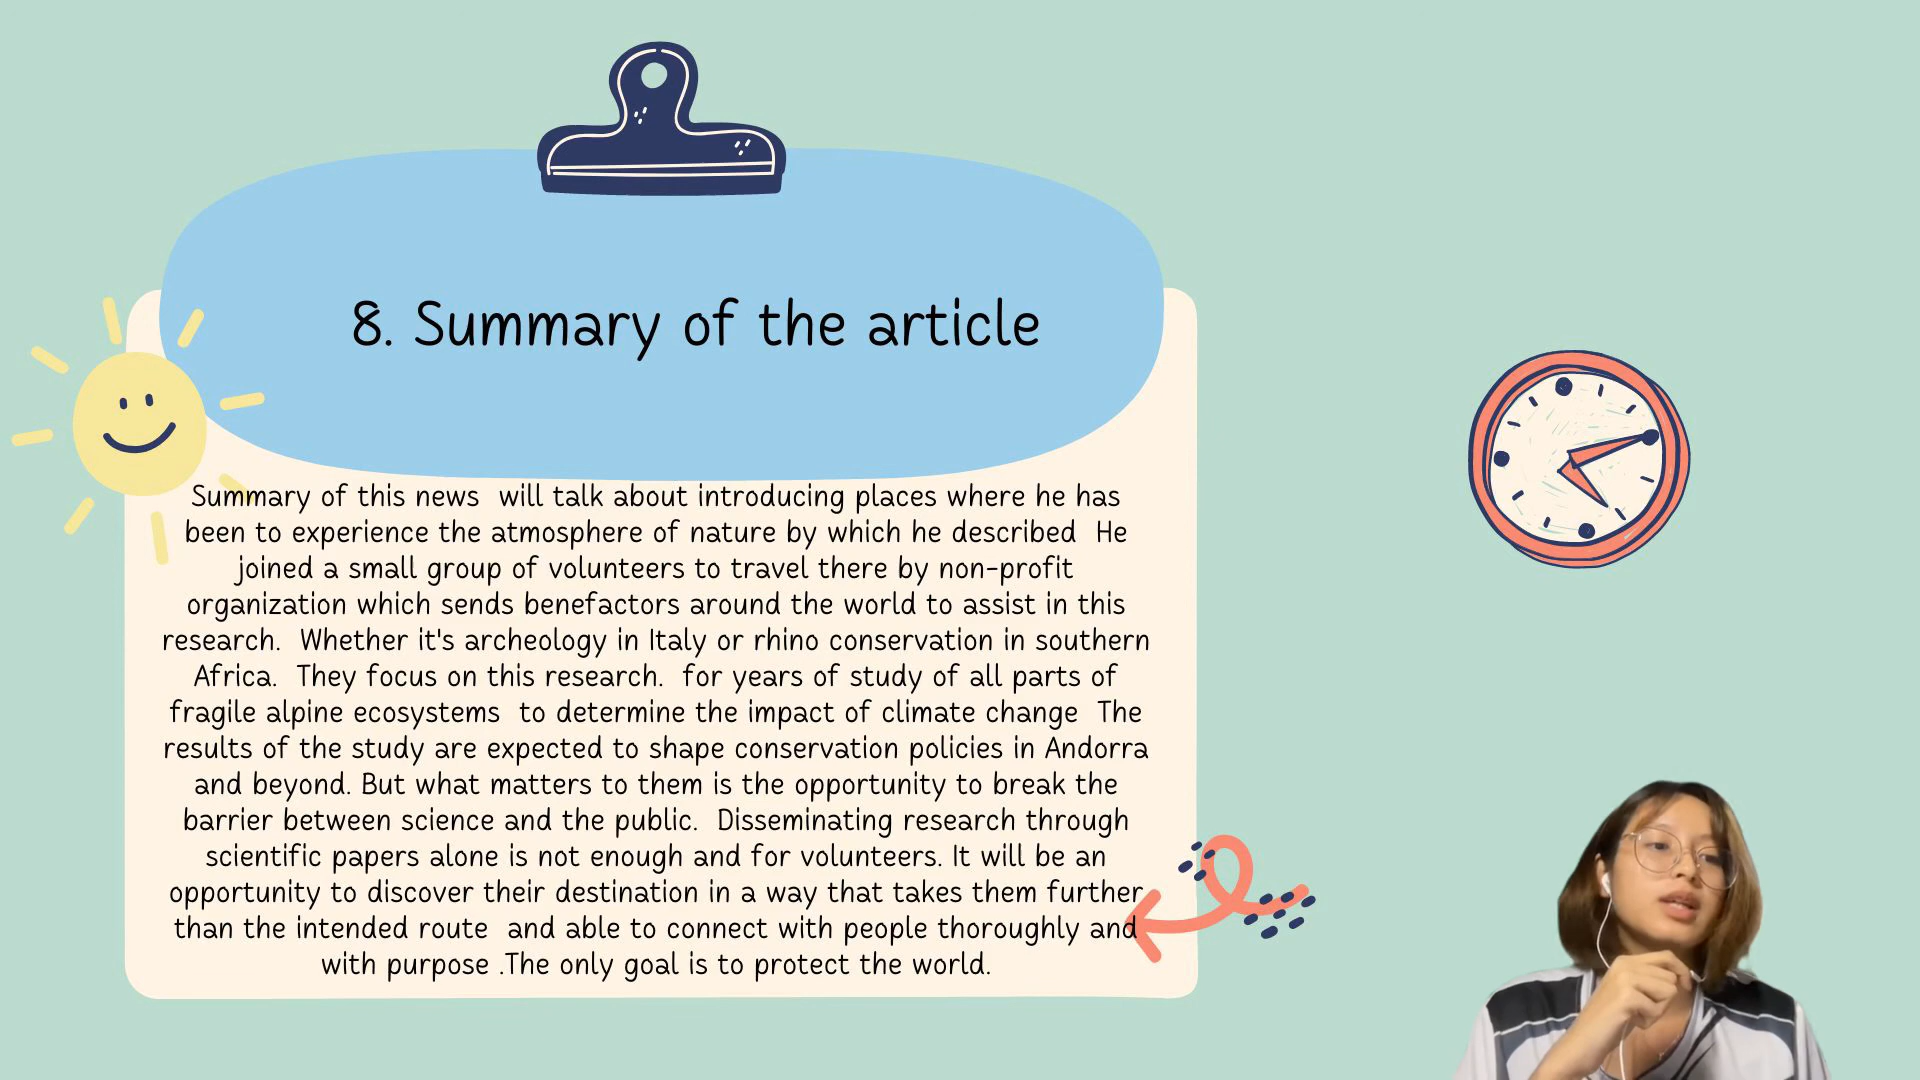 8. Summary of the article
Summary of this news will talk about introducing places where he has
been to experience the atmosphere of nature by which he described He
joined a small group of volunteers to travel there by non-profit
organization which sends benefactors around the world to assist in this
research. Whether it's archeology in Italy or rhino conservation in southern
Africa. They focus on this research. for years of study of all parts of
fragile alpine ecosystems to determine the impact of climate change The
results of the study are expected to shape conservation policies in Andorra
and beyond. But what matters to them is the opportunity to break the
barrier between science and the public. Disseminating research through
scientific papers alone is not enough and for volunteers. It will be an
opportunity to discover their destination in a way that takes them further
than the intended route and able to connect with people thoroughly and
with purpose .The only goal is to protect the world.